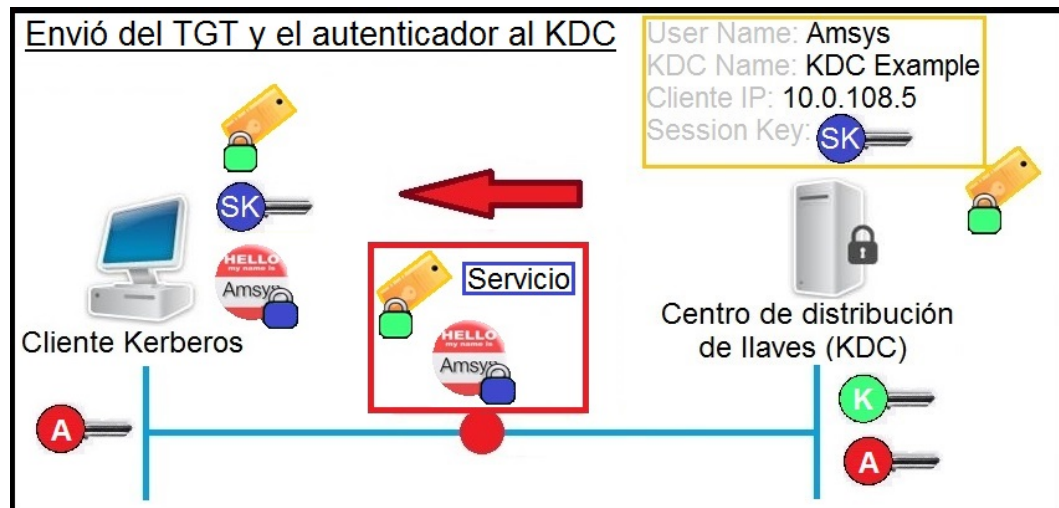 Envió del TGT y el autenticador al KDC
User Name: Amsys
KDC Name: KDC Example
Cliente IP: 10.0.108.5
Session Key: SK
SK
HELLO
my name is
Amsys
Servicio
HELLO
my name is
Amsys
Cliente Kerberos
Centro de distribución
de llaves (KDC)
K
A
A